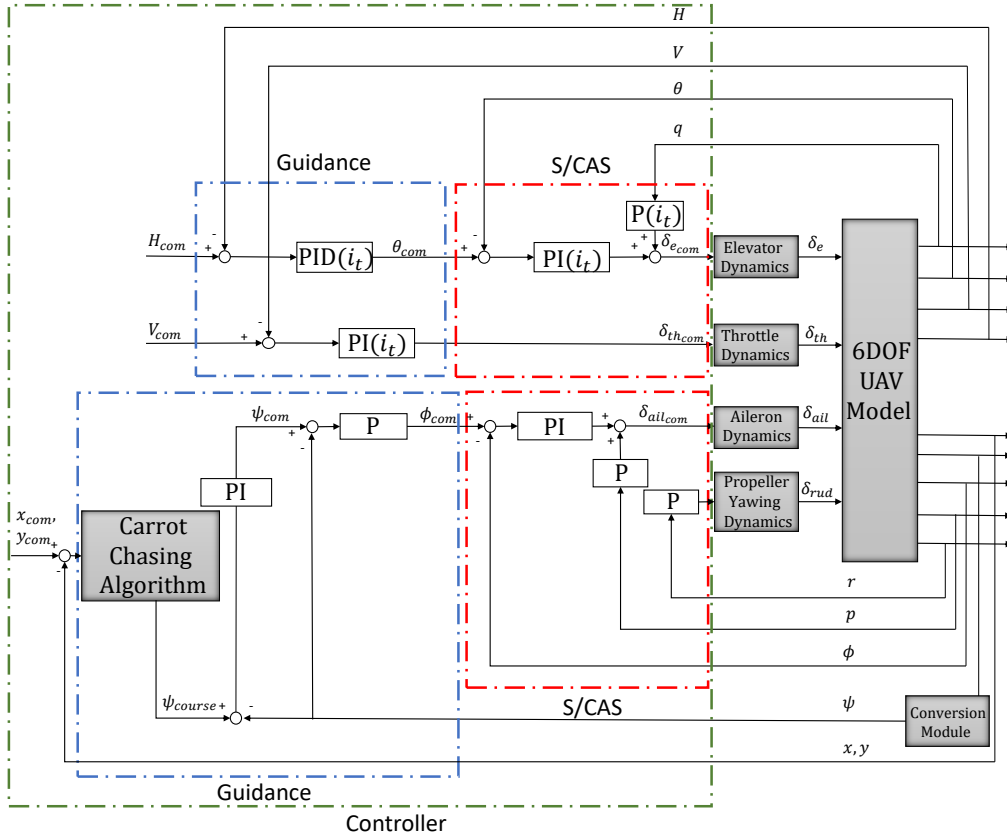 H
V
θ
q
Guidance
S/CAS
-
H_com
+
PID(i_t)
θ_com
-
+
PI(i_t)
P(i_t)
+
+
δ_e_com
Elevator
Dynamics
δ_e
V_com
-
+
PI(i_t)
δ_th_com
Throttle
Dynamics
δ_th
6DOF
UAV
Model
ψ_com
+
-
P
ϕ_com
+
-
PI
+
+
δ_ail_com
Aileron
Dynamics
δ_ail
P
P
Propeller
Yawing
Dynamics
δ_rud
PI
x_com,
y_com
+
-
Carrot
Chasing
Algorithm
r
p
ϕ
ψ_course
+
-
S/CAS
ψ
Conversion
Module
x, y
Guidance
Controller